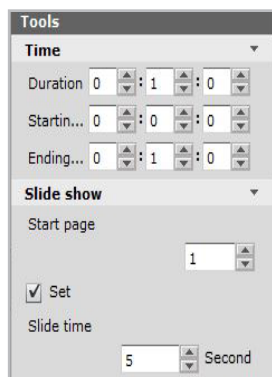 Tools
Time
Duration 0 : 1 : 0
Startin... 0 : 0 : 0
Ending... 0 : 1 : 0
Slide show
Start page
1
Set
Slide time
5 Second